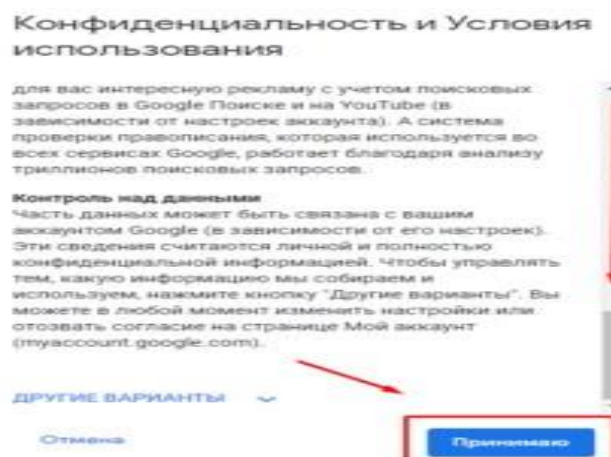 Конфиденциальность и Условия
использования
для вас интересную рекламу с учетом поисковых
запросов в Google Поиске и на YouTube (в
зависимости от настроек аккаунта). А система
проверки правописания, которая используется во
всех сервисах Google, работает благодаря анализу
триллионов поисковых запросов.
Контроль над данными
Часть данных может быть связана с вашим
аккаунтом Google (в зависимости от его настроек).
Эти сведения считаются личной и полностью
конфиденциальной информацией. Чтобы управлять
тем, какую информацию мы собираем и
используем, нажмите кнопку "Другие варианты". Вы
можете в любой момент изменить настройки или
отозвать согласие на странице Мой аккаунт
(myaccount.google.com).
ДРУГИЕ ВАРИАНТЫ
Отмена
Принимаю